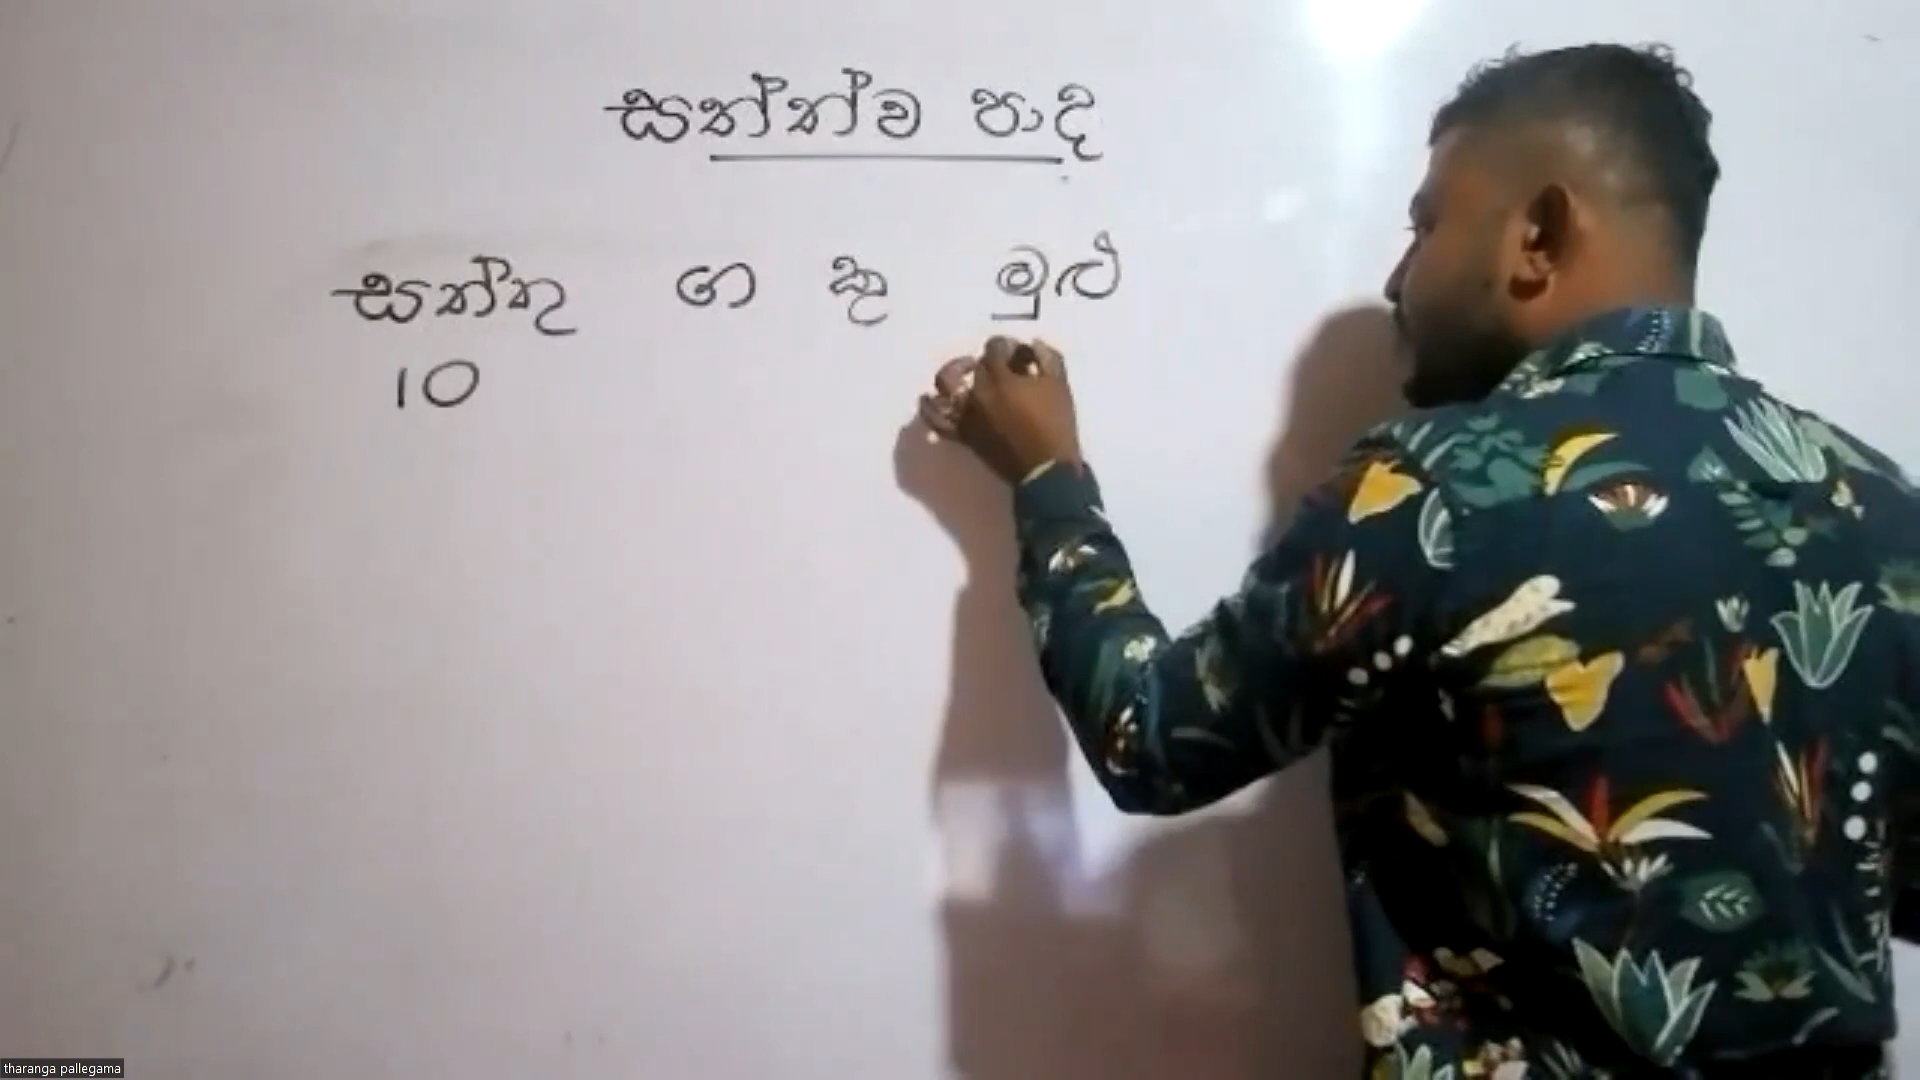 සත්ත්ව පාද
සත්තු ගෙ කු මුළු
10
tharanga pallegama